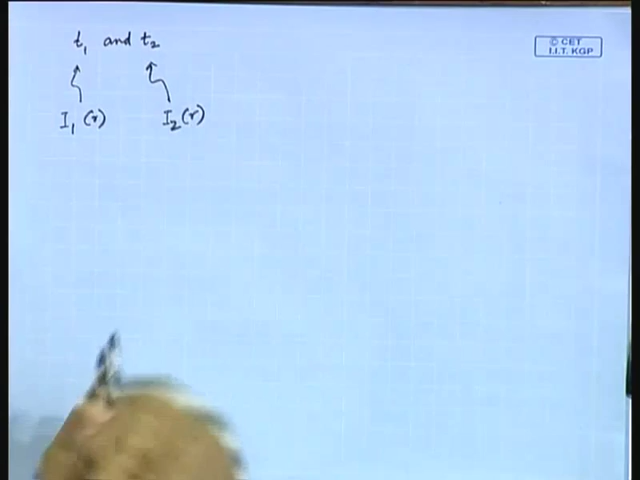 t₁ and t₂
I₁(r) I₂(r)
© CET
I.I.T. KGP